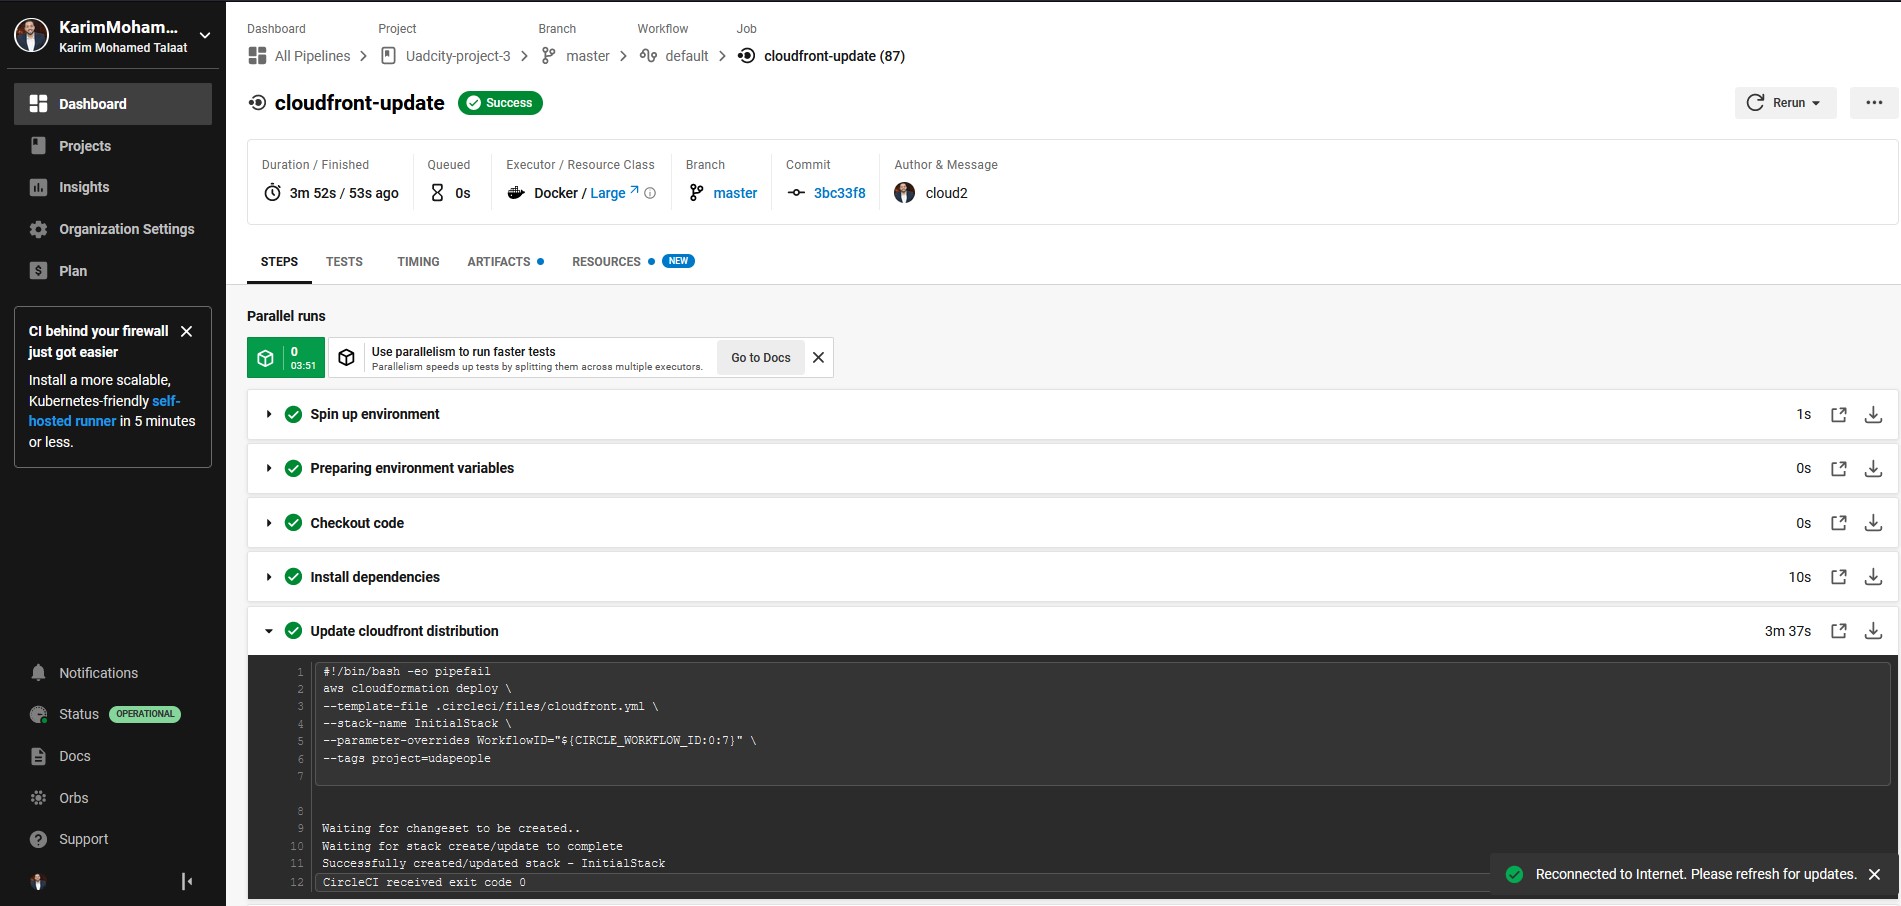 KarimMoham...
Karim Mohamed Talaat
Dashboard
Projects
Insights
Organization Settings
$ Plan
CI behind your firewall
just got easier
Install a more scalable,
Kubernetes-friendly self-
hosted runner in 5 minutes
or less.
Notifications
Status OPERATIONAL
Docs
Orbs
? Support
Dashboard Project Branch Workflow Job
All Pipelines Uadcity-project-3 master default cloudfront-update (87)
cloudfront-update Success
Rerun ...
Duration / Finished Queued Executor / Resource Class Branch Commit Author & Message
3m 52s / 53s ago 0s Docker / Large master 3bc33f8 cloud2
STEPS TESTS TIMING ARTIFACTS RESOURCES NEW
Parallel runs
0
03:51
Use parallelism to run faster tests
Parallelism speeds up tests by splitting them across multiple executors.
Go to Docs
Spin up environment 1s
Preparing environment variables 0s
Checkout code 0s
Install dependencies 10s
Update cloudfront distribution 3m 37s
1 #!/bin/bash -eo pipefail
2 aws cloudformation deploy \
3 --template-file .circleci/files/cloudfront.yml \
4 --stack-name InitialStack \
5 --parameter-overrides WorkflowID="${CIRCLE_WORKFLOW_ID:0:7}" \
6 --tags project=udapeople
7
8
9 Waiting for changeset to be created..
10 Waiting for stack create/update to complete
11 Successfully created/updated stack - InitialStack
12 CircleCI received exit code 0
Reconnected to Internet. Please refresh for updates.